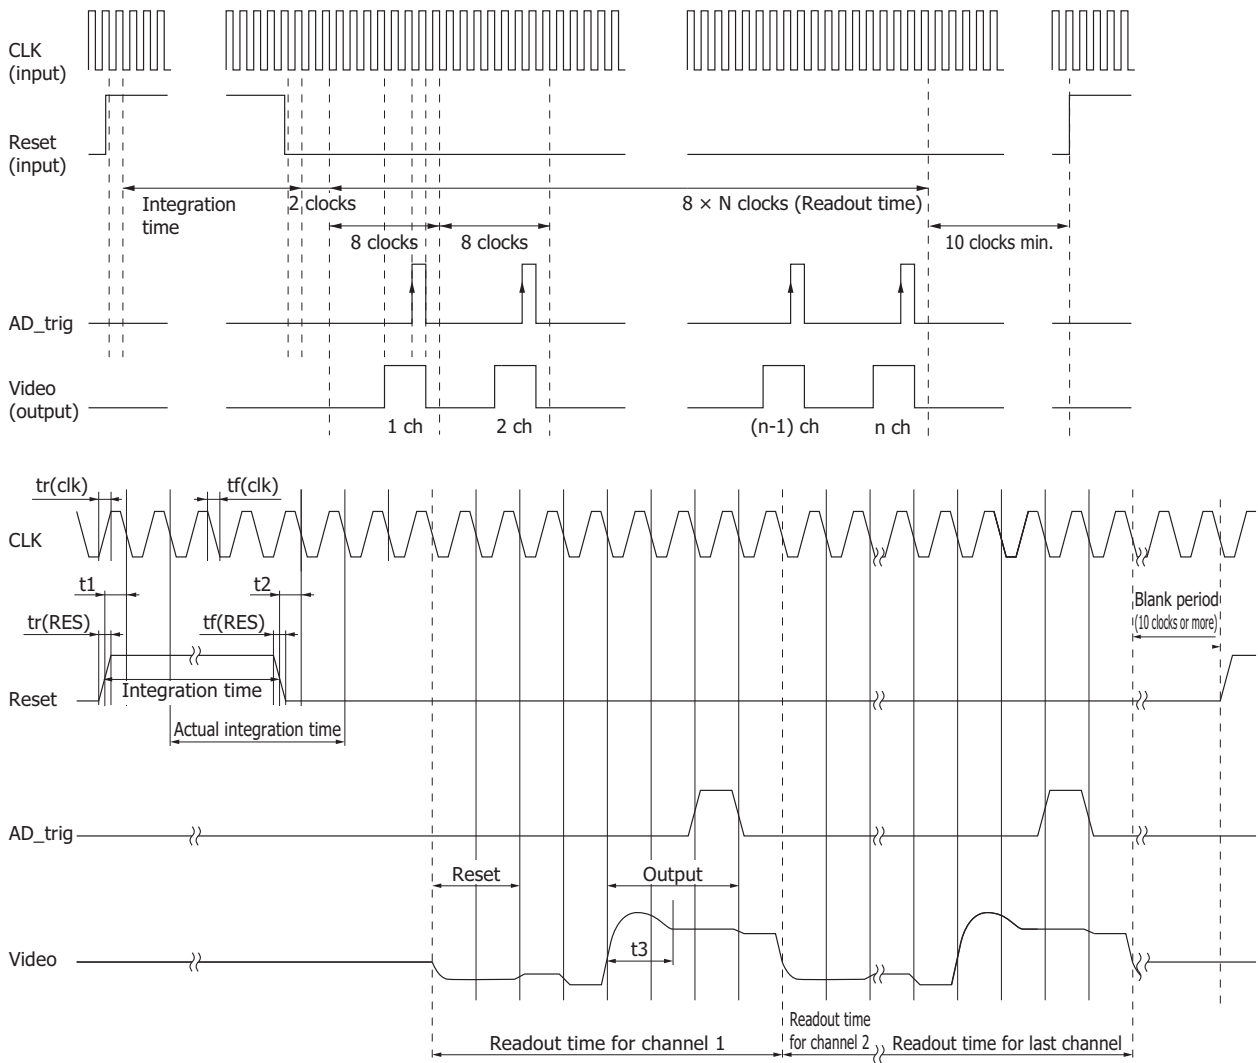 CLK
(input)
Reset
(input)
Integration
time
2 clocks
8 × N clocks (Readout time)
8 clocks
8 clocks
10 clocks min.
AD_trig
Video
(output)
1 ch
2 ch
(n-1) ch
n ch
tr(clk)
tf(clk)
CLK
t1
t2
Blank period
(10 clocks or more)
tr(RES)
tf(RES)
Integration time
Reset
Actual integration time
AD_trig
Reset
Output
t3
Video
Readout time for channel 1
Readout time
for channel 2
Readout time for last channel